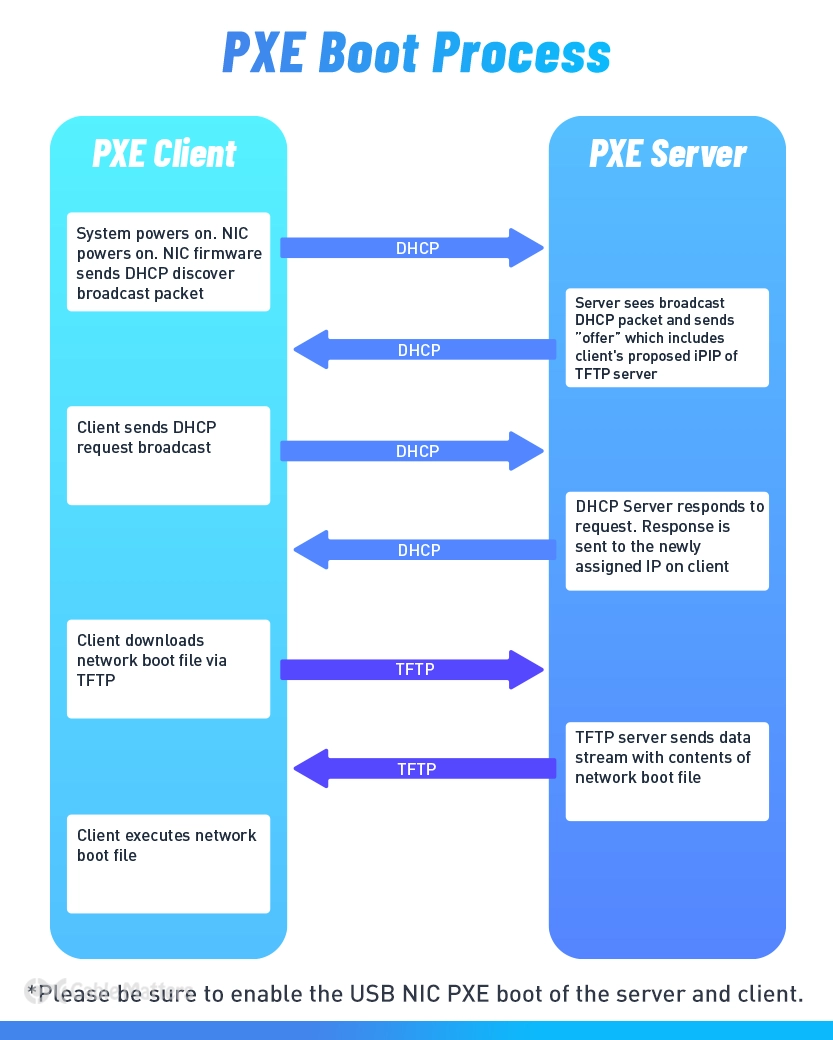 PXE Boot Process
PXE Client
PXE Server
System powers on. NIC
powers on. NIC firmware
sends DHCP discover
broadcast packet
DHCP
Server sees broadcast
DHCP packet and sends
”offer” which includes
client's proposed iPIP of
TFTP server
DHCP
Client sends DHCP
request broadcast
DHCP
DHCP Server responds to
request. Response is
sent to the newly
assigned IP on client
DHCP
Client downloads
network boot file via
TFTP
TFTP
TFTP server sends data
stream with contents of
network boot file
TFTP
Client executes network
boot file
Cable Matters
*Please be sure to enable the USB NIC PXE boot of the server and client.